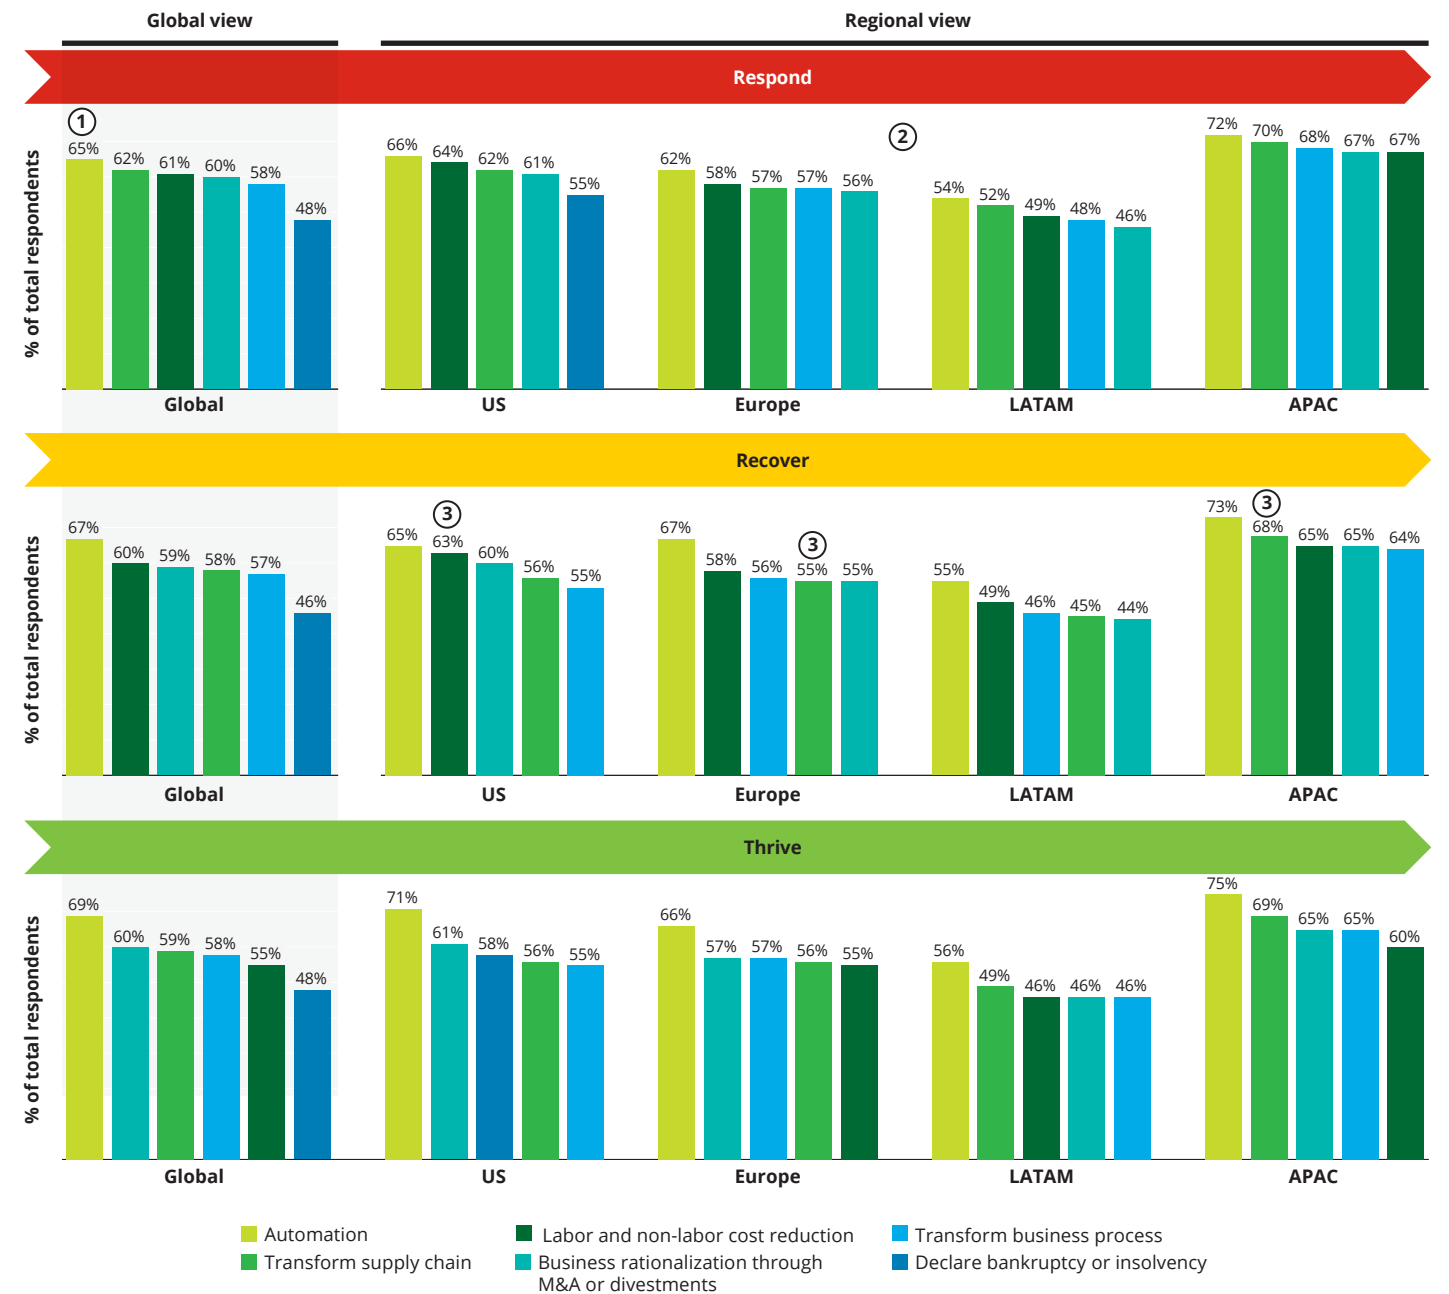 Global view
Regional view
Respond
% of total respondents
1
2
65%
62%
61%
60%
58%
48%
66%
64%
62%
61%
55%
62%
58%
57%
57%
56%
54%
52%
49%
48%
46%
72%
70%
68%
67%
67%
Global
US
Europe
LATAM
APAC
Recover
% of total respondents
3
3
3
67%
60%
59%
58%
57%
46%
65%
63%
60%
56%
55%
67%
58%
56%
55%
55%
55%
49%
46%
45%
44%
73%
68%
65%
65%
64%
Global
US
Europe
LATAM
APAC
Thrive
% of total respondents
69%
60%
59%
58%
55%
48%
71%
61%
58%
56%
55%
66%
57%
57%
56%
55%
56%
49%
46%
46%
46%
75%
69%
65%
65%
60%
Global
US
Europe
LATAM
APAC
Automation
Labor and non-labor cost reduction
Transform business process
Transform supply chain
Business rationalization through
M&A or divestments
Declare bankruptcy or insolvency